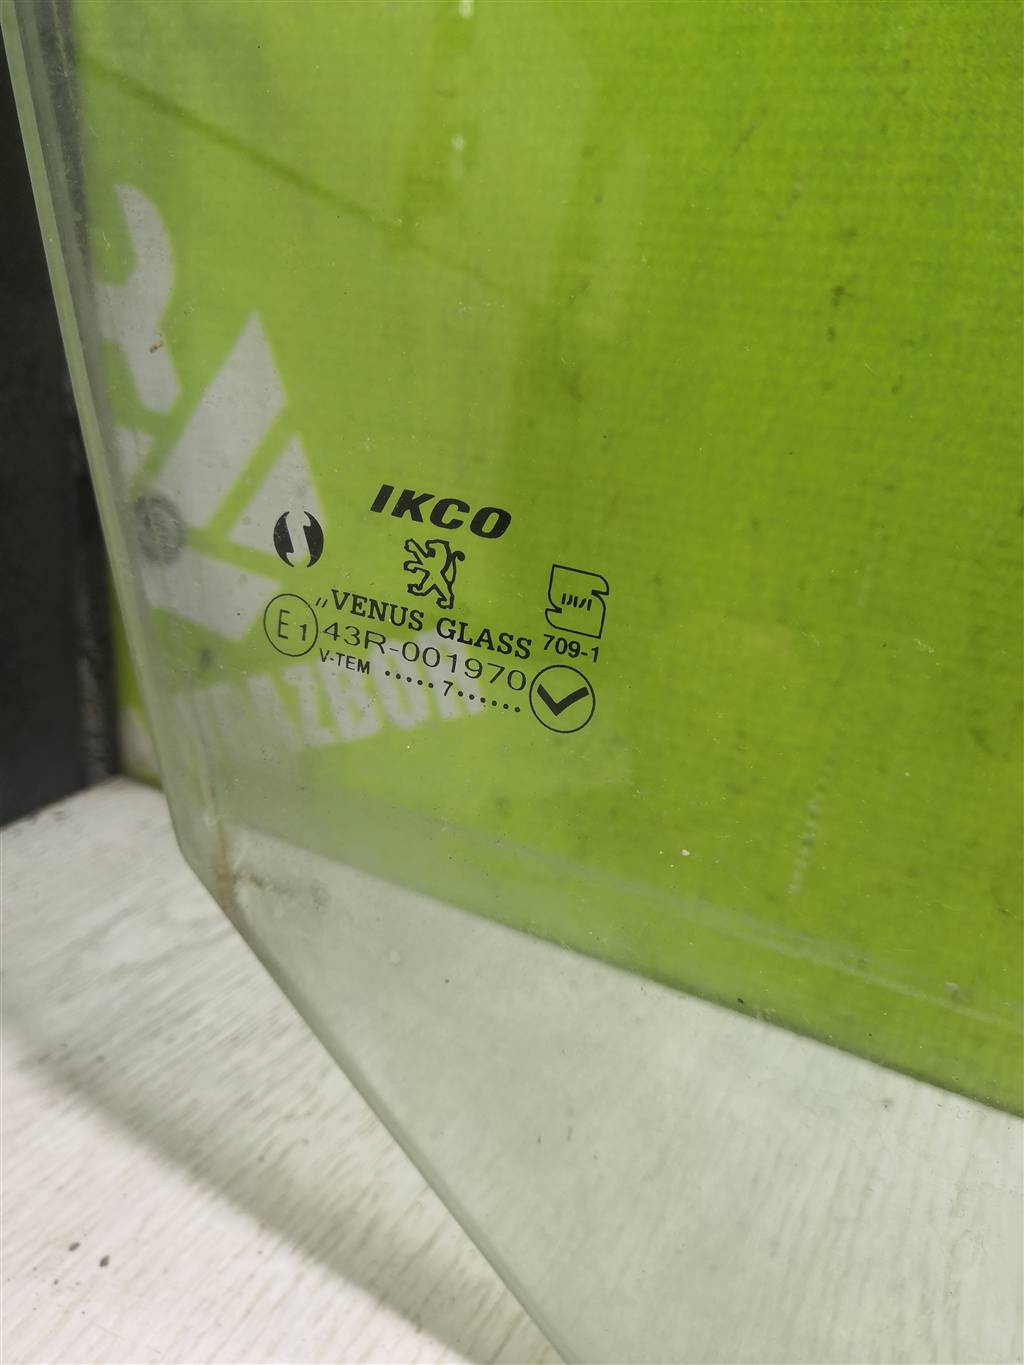 IKCO
"VENUS GLASS
709-1
E1 43R-001970
V-TEM .....7......